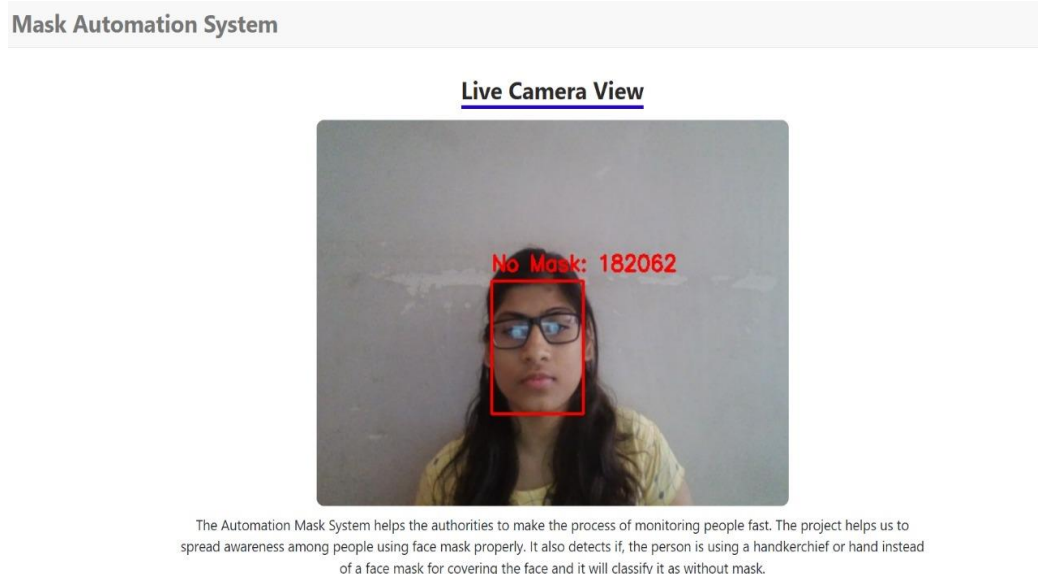 Mask Automation System
Live Camera View
No Mask: 182062
The Automation Mask System helps the authorities to make the process of monitoring people fast. The project helps us to
spread awareness among people using face mask properly. It also detects if, the person is using a handkerchief or hand instead
of a face mask for covering the face and it will classify it as without mask.